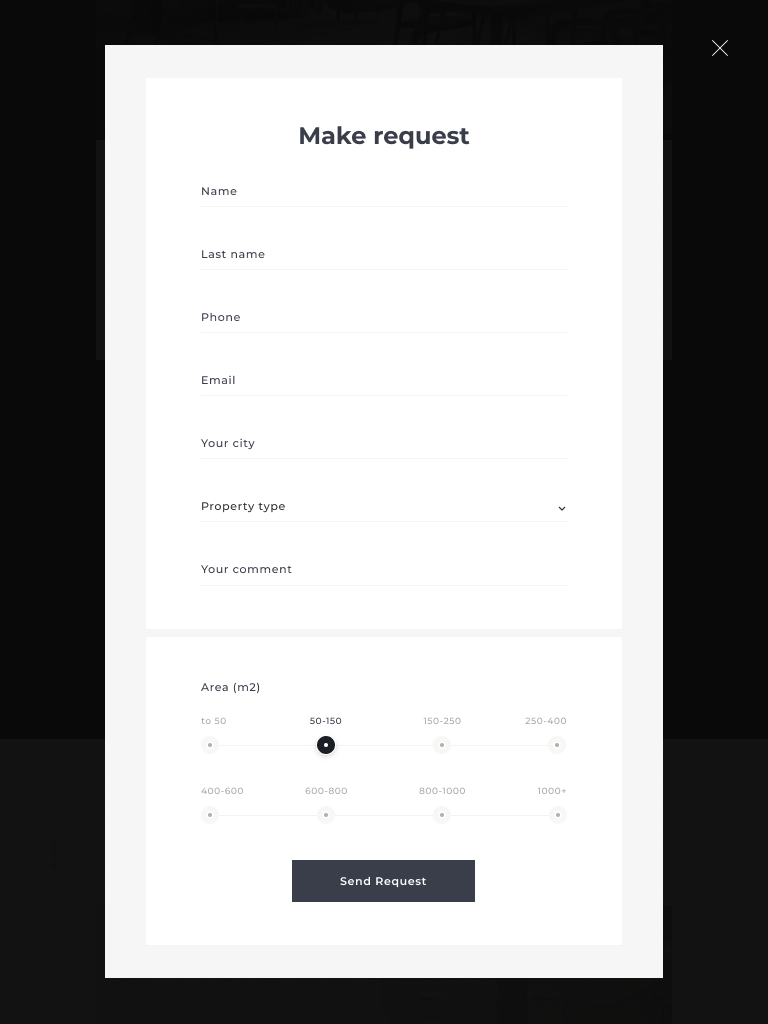 Make request
Name
Last name
Phone
Email
Your city
Property type
Your comment
Area (m2)
to 50 50-150 150-250 250-400
400-600 600-800 800-1000 1000+
Send Request